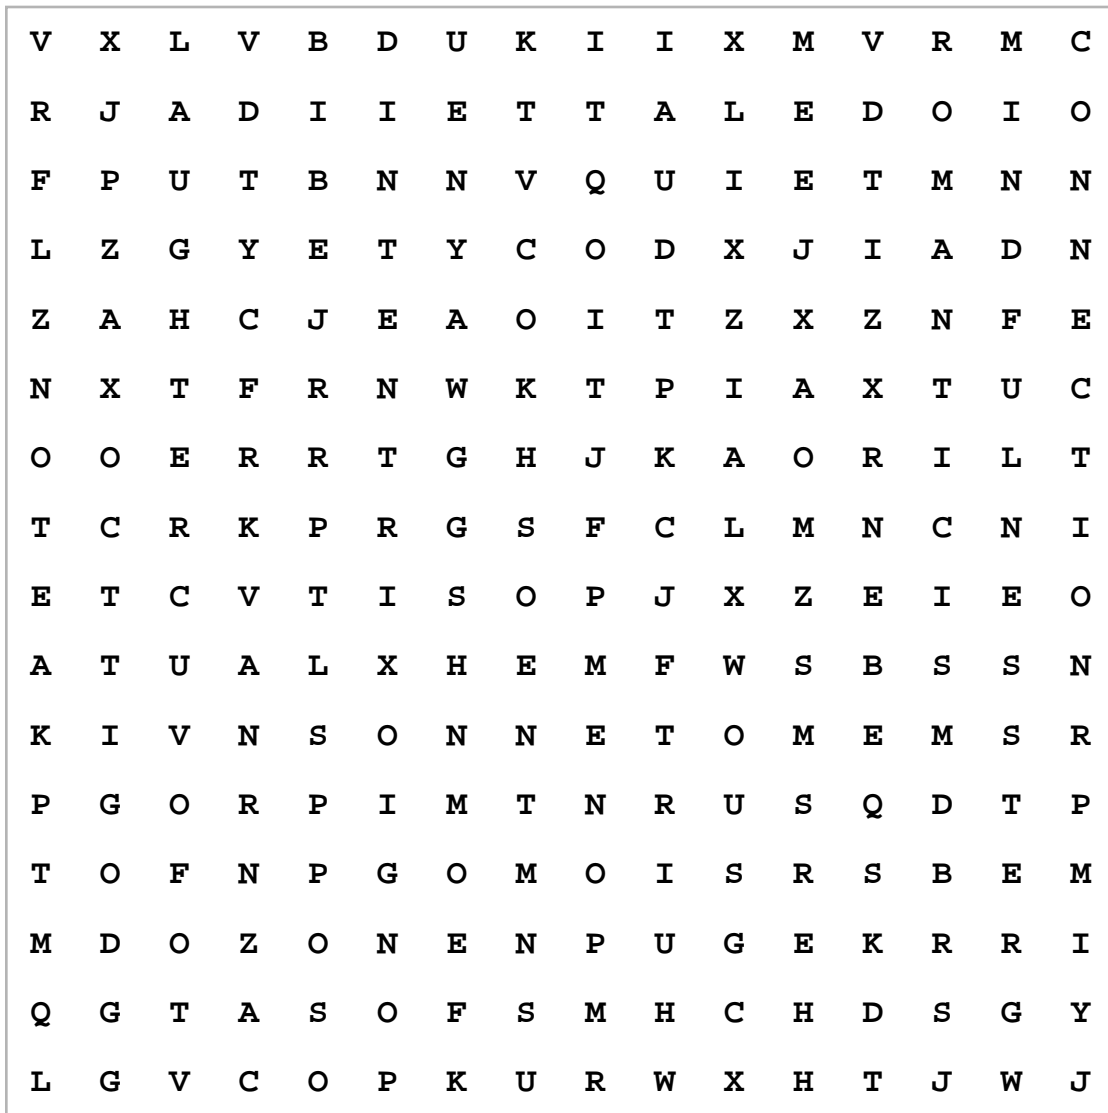 V X L V B D U K I I X M V R M C
R J A D I I E T T A L E D O I O
F P U T B N N V Q U I E T M N N
L Z G Y E T Y C O D X J I A D N
Z A H C J E A O I T Z X Z N F E
N X T F R N W K T P I A X T U C
O O E R R T G H J K A O R I L T
T C R K P R G S F C L M N C N I
E T C V T I S O P J X Z E I E O
A T U A L X H E M F W S B S S N
K I V N S O N N E T O M E M S R
P G O R P I M T N R U S Q D T P
T O F N P G O M O I S R S B E M
M D O Z O N E N P U G E K R R I
Q G T A S O F S M H C H D S G Y
L G V C O P K U R W X H T J W J